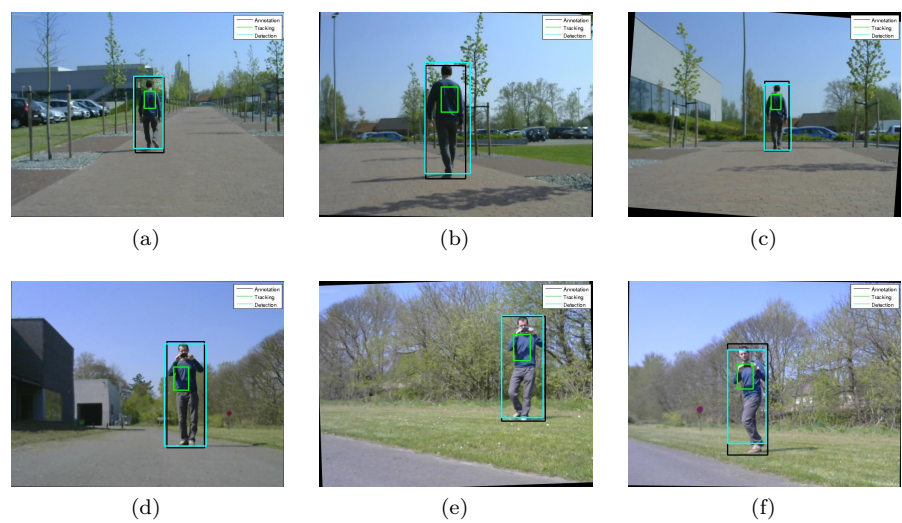 Annotation
Tracking
Detection
Annotation
Tracking
Detection
Annotation
Tracking
Detection
(a)
(b)
(c)
Annotation
Tracking
Detection
Annotation
Tracking
Detection
Annotation
Tracking
Detection
(d)
(e)
(f)